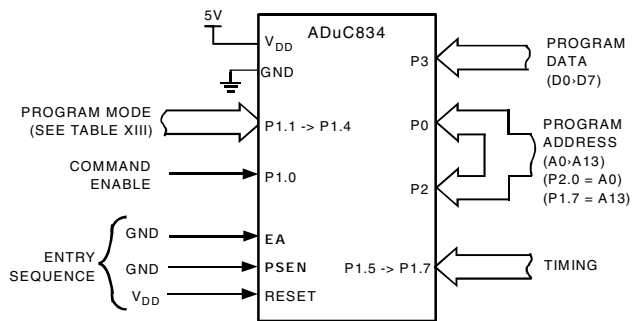 5V
ADuC834
VDD
GND
P3
PROGRAM
DATA
(D0›D7)
PROGRAM MODE
(SEE TABLE XIII)
P1.1 -> P1.4
P0
PROGRAM
ADDRESS
(A0›A13)
(P2.0 = A0)
(P1.7 = A13)
COMMAND
ENABLE
P1.0
P2
ENTRY
SEQUENCE
GND
EA
GND
PSEN
VDD
RESET
P1.5 -> P1.7
TIMING